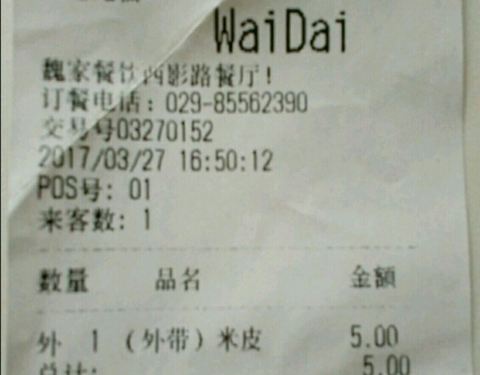 WaiDai
魏家餐饮西影路餐厅!
订餐电话:029-85562390
交易号03270152
2017/03/27 16:50:12
POS号: 01
来客数: 1
数量 品名 金额
外 1 (外带)米皮 5.00
总计: 5.00